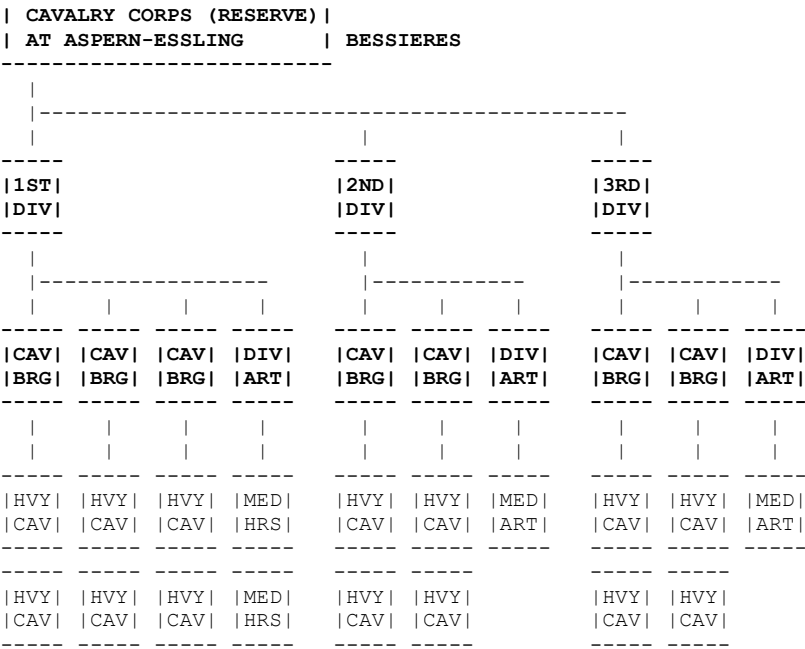 | CAVALRY CORPS (RESERVE)|
| AT ASPERN-ESSLING      | BESSIERES
--------------------------
  |
  |----------------------------------------------
  |                         |                   |
-----                     -----               -----
|1ST|                     |2ND|               |3RD|
|DIV|                     |DIV|               |DIV|
-----                     -----               -----
  |                         |                   |
  |------------------       |------------       |------------
  |     |     |     |       |     |     |       |     |     |
----- ----- ----- -----   ----- ----- -----   ----- ----- -----
|CAV| |CAV| |CAV| |DIV|   |CAV| |CAV| |DIV|   |CAV| |CAV| |DIV|
|BRG| |BRG| |BRG| |ART|   |BRG| |BRG| |ART|   |BRG| |BRG| |ART|
----- ----- ----- -----   ----- ----- -----   ----- ----- -----
  |     |     |     |       |     |     |       |     |     |
  |     |     |     |       |     |     |       |     |     |
----- ----- ----- -----   ----- ----- -----   ----- ----- -----
|HVY| |HVY| |HVY| |MED|   |HVY| |HVY| |MED|   |HVY| |HVY| |MED|
|CAV| |CAV| |CAV| |HRS|   |CAV| |CAV| |ART|   |CAV| |CAV| |ART|
----- ----- ----- -----   ----- ----- -----   ----- ----- -----
----- ----- ----- -----   ----- -----         ----- -----
|HVY| |HVY| |HVY| |MED|   |HVY| |HVY|         |HVY| |HVY|
|CAV| |CAV| |CAV| |HRS|   |CAV| |CAV|         |CAV| |CAV|
----- ----- ----- -----   ----- -----         ----- -----